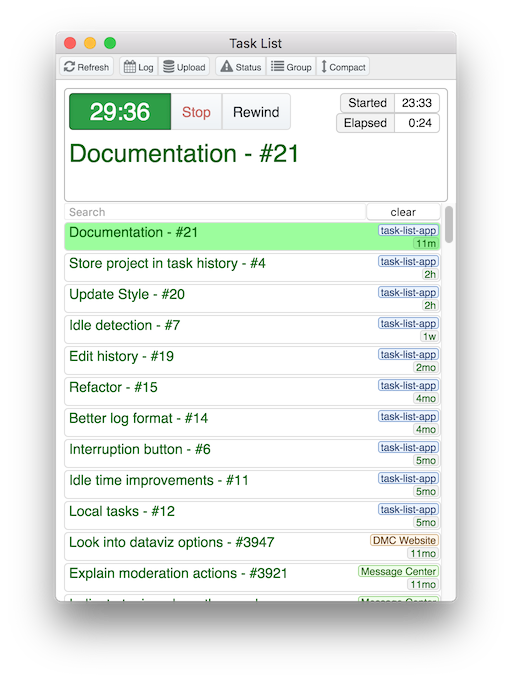 Task List
Refresh Log Upload Status Group Compact
29:36 Stop Rewind Started 23:33
Elapsed 0:24
Documentation - #21
Search clear
Documentation - #21 task-list-app
11m
Store project in task history - #4 task-list-app
2h
Update Style - #20 task-list-app
2h
Idle detection - #7 task-list-app
1w
Edit history - #19 task-list-app
2mo
Refactor - #15 task-list-app
4mo
Better log format - #14 task-list-app
4mo
Interruption button - #6 task-list-app
5mo
Idle time improvements - #11 task-list-app
5mo
Local tasks - #12 task-list-app
5mo
Look into dataviz options - #3947 DMC Website
11mo
Explain moderation actions - #3921 Message Center
11mo
Message Center